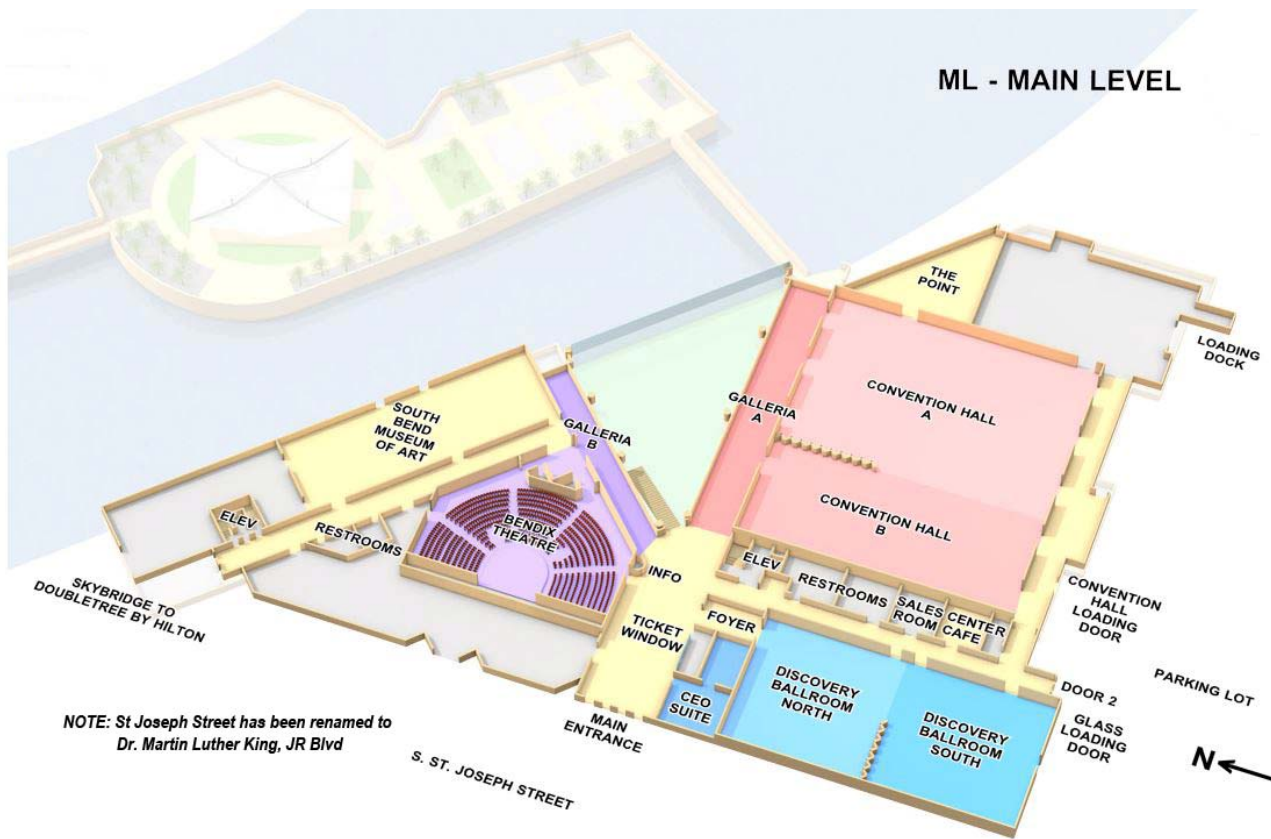 ML - MAIN LEVEL
THE
POINT
LOADING
DOCK
CONVENTION HALL
A
GALLERIA
A
SOUTH
BEND
MUSEUM
OF ART
GALLERIA
B
CONVENTION HALL
B
ELEV
RESTROOMS
BENDIX
THEATRE
SKYBRIDGE TO
DOUBLETREE BY HILTON
INFO
ELEV
RESTROOMS
SALES
ROOM
CENTER
CAFE
CONVENTION
HALL
LOADING
DOOR
TICKET
WINDOW
FOYER
DISCOVERY
BALLROOM
NORTH
DISCOVERY
BALLROOM
SOUTH
CEO
SUITE
MAIN
ENTRANCE
DOOR 2
PARKING LOT
GLASS
LOADING
DOOR
NOTE: St Joseph Street has been renamed to
Dr. Martin Luther King, JR Blvd
S. ST. JOSEPH STREET
N